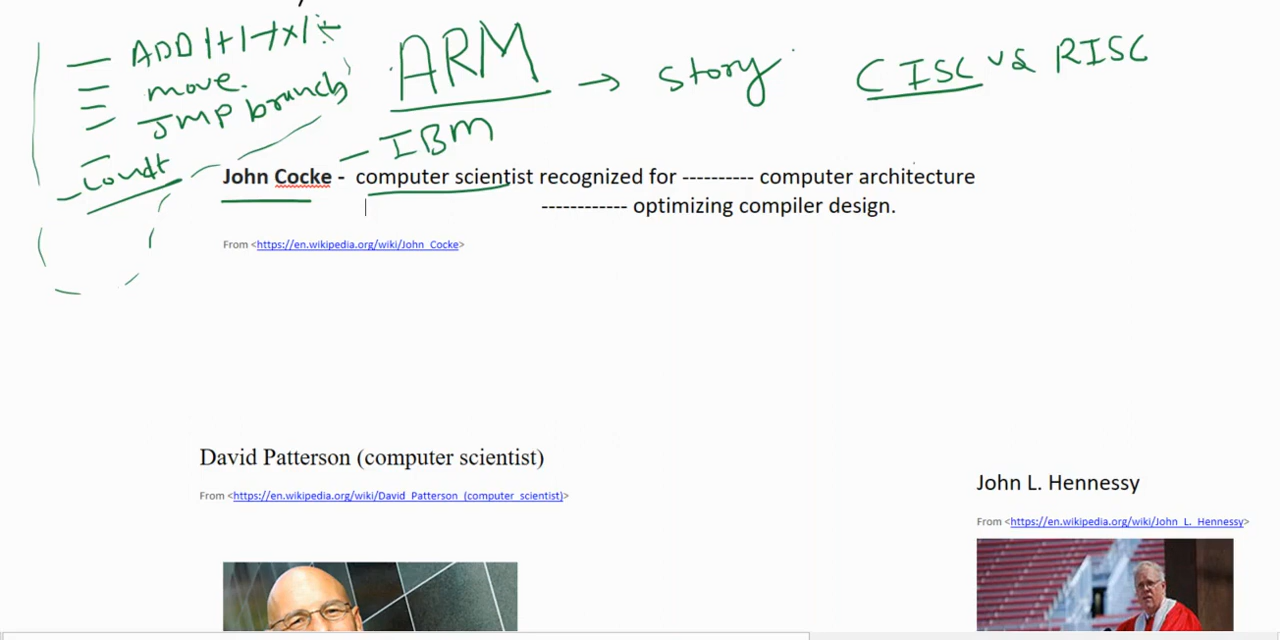 ADD|+|-|x|÷
move.
JMP branch
Condt
ARM → Story
CISC vs RISC
- IBM
John Cocke - computer scientist recognized for ---------- computer architecture
------------ optimizing compiler design.
From <https://en.wikipedia.org/wiki/John_Cocke>
David Patterson (computer scientist)
From <https://en.wikipedia.org/wiki/David_Patterson_(computer_scientist)>
John L. Hennessy
From <https://en.wikipedia.org/wiki/John_L._Hennessy>